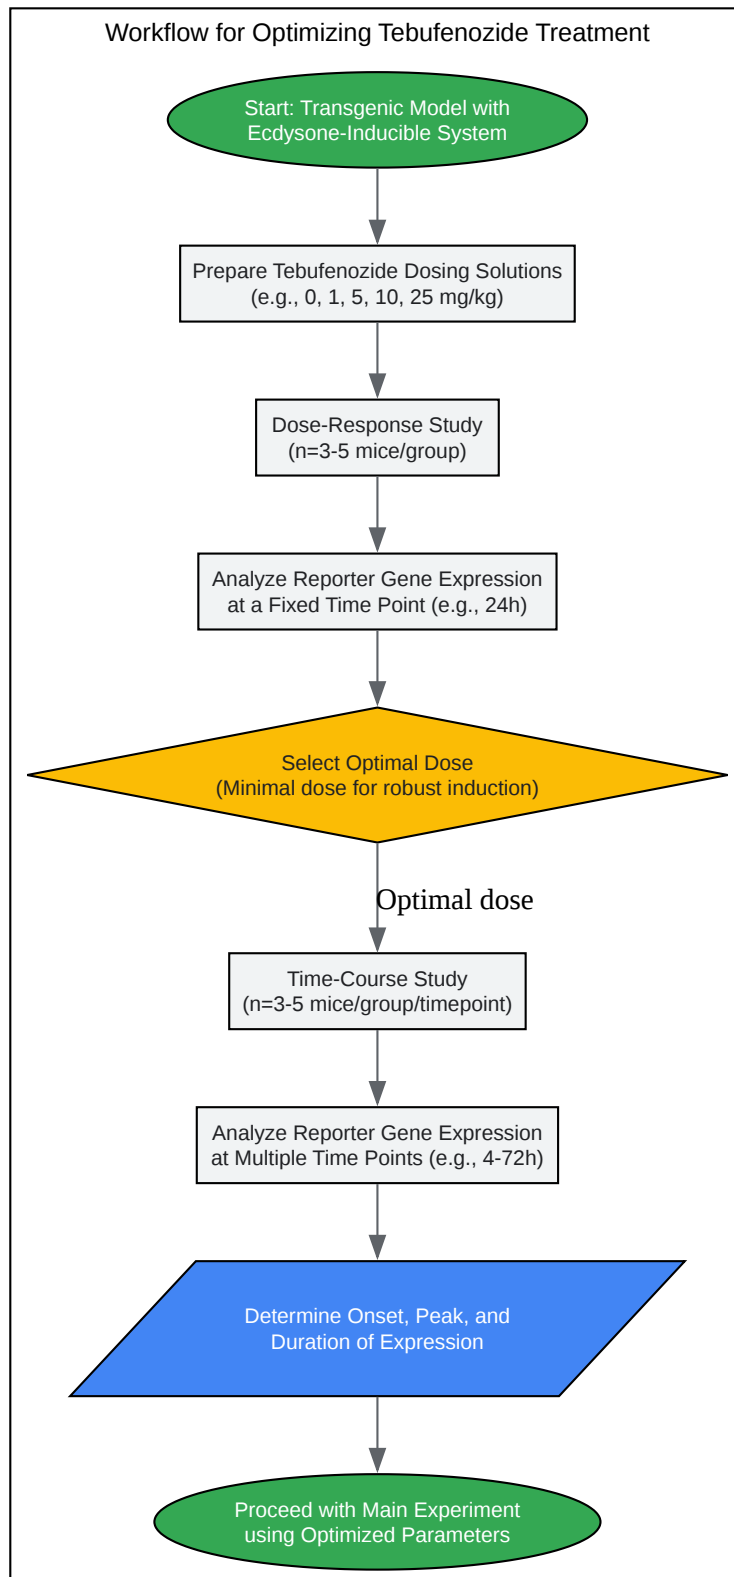 Workflow for Optimizing Tebufenozide Treatment
Start: Transgenic Model with
Ecdysone-Inducible System
Prepare Tebufenozide Dosing Solutions
(e.g., 0, 1, 5, 10, 25 mg/kg)
Dose-Response Study
(n=3-5 mice/group)
Analyze Reporter Gene Expression
at a Fixed Time Point (e.g., 24h)
Select Optimal Dose
(Minimal dose for robust induction)
Optimal dose
Time-Course Study
(n=3-5 mice/group/timepoint)
Analyze Reporter Gene Expression
at Multiple Time Points (e.g., 4-72h)
Determine Onset, Peak, and
Duration of Expression
Proceed with Main Experiment
using Optimized Parameters